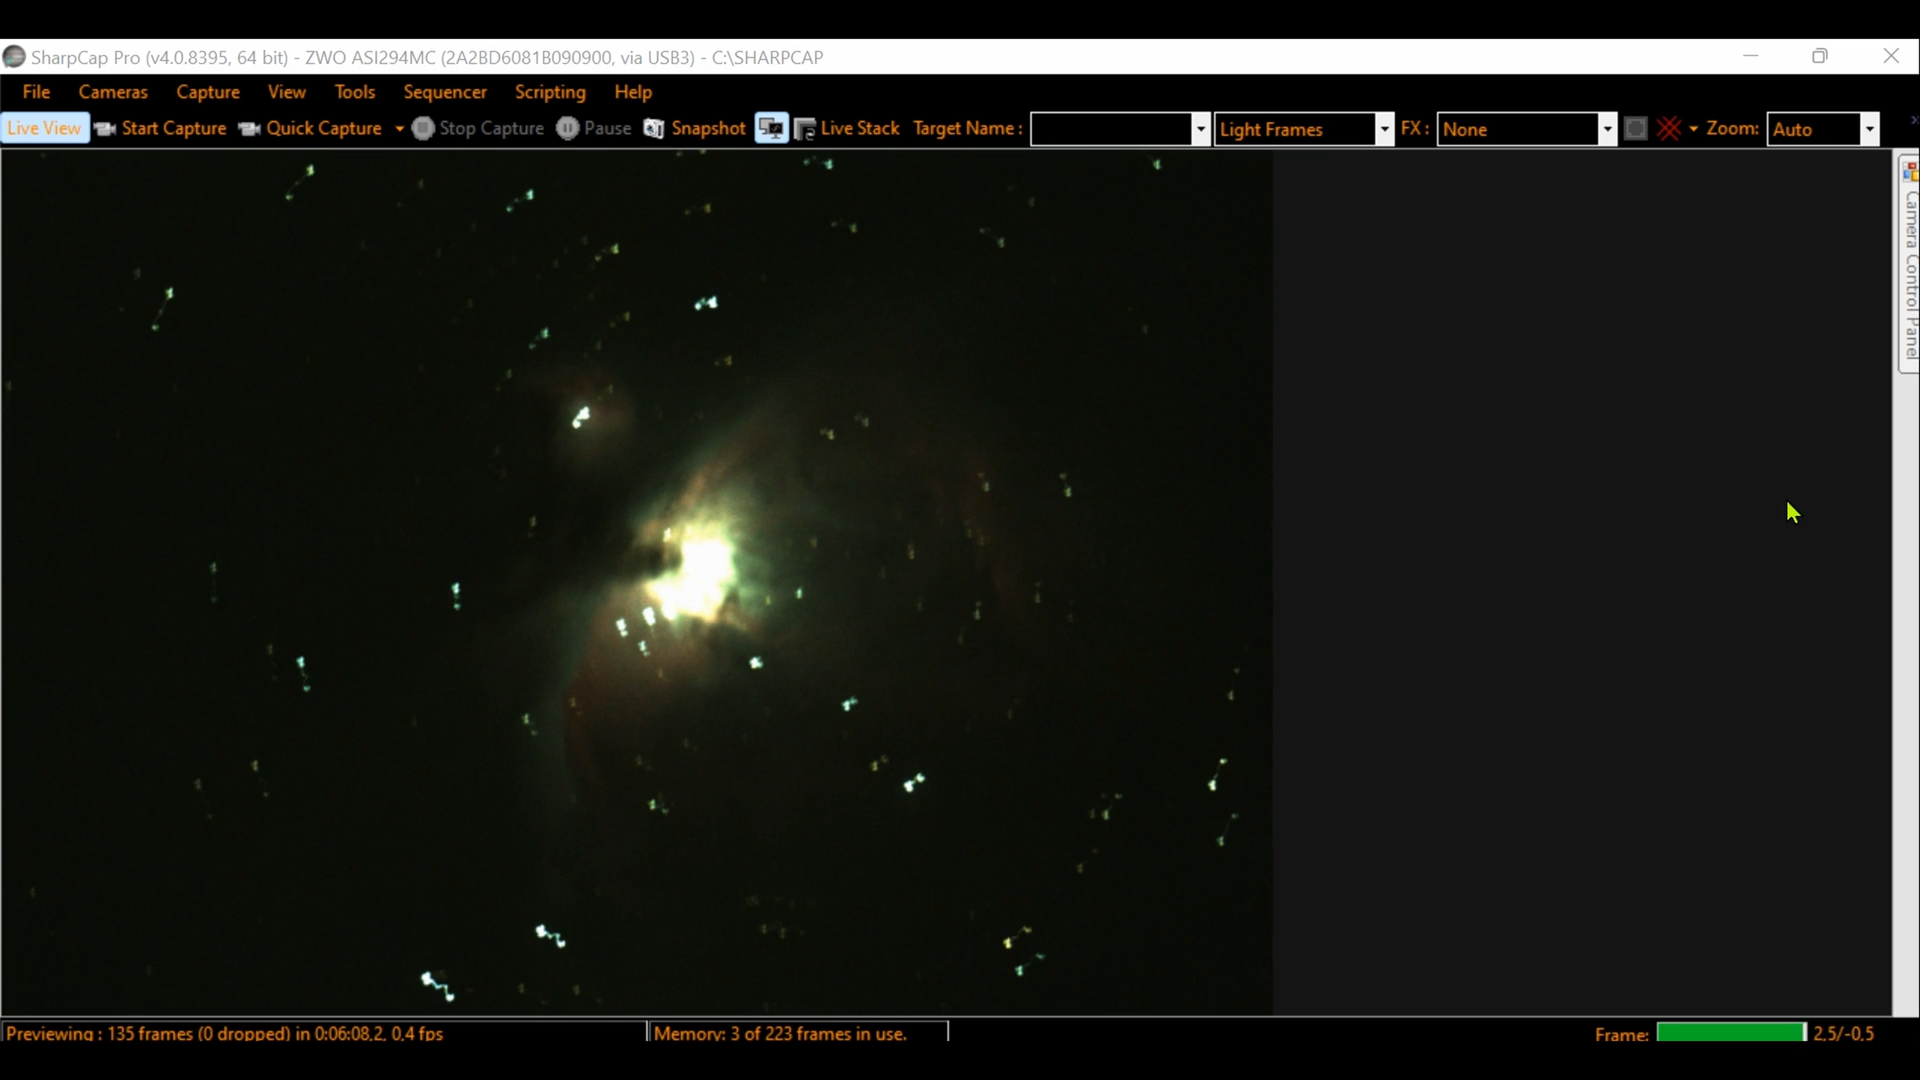 SharpCap Pro (v4.0.8395, 64 bit) - ZWO ASI294MC (2A2BD6081B090900, via USB3) - C:\SHARPCAP
File Cameras Capture View Tools Sequencer Scripting Help
Live View Start Capture Quick Capture Stop Capture Pause Snapshot Live Stack Target Name : Light Frames FX : None Zoom: Auto
Camera Control Panel
Previewing : 135 frames (0 dropped) in 0:06:08,2, 0,4 fps Memory: 3 of 223 frames in use. Frame: 2,5/-0,5